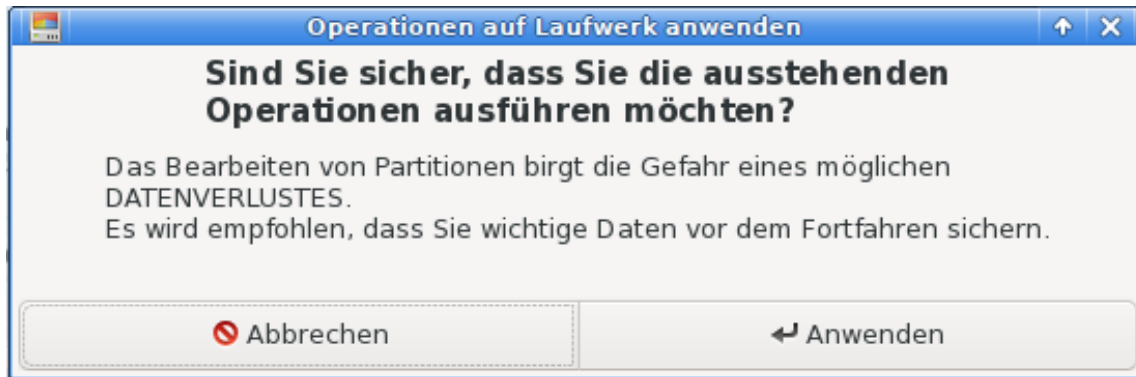 Operationen auf Laufwerk anwenden
Sind Sie sicher, dass Sie die ausstehenden
Operationen ausführen möchten?
Das Bearbeiten von Partitionen birgt die Gefahr eines möglichen
DATENVERLUSTES.
Es wird empfohlen, dass Sie wichtige Daten vor dem Fortfahren sichern.
Abbrechen
Anwenden